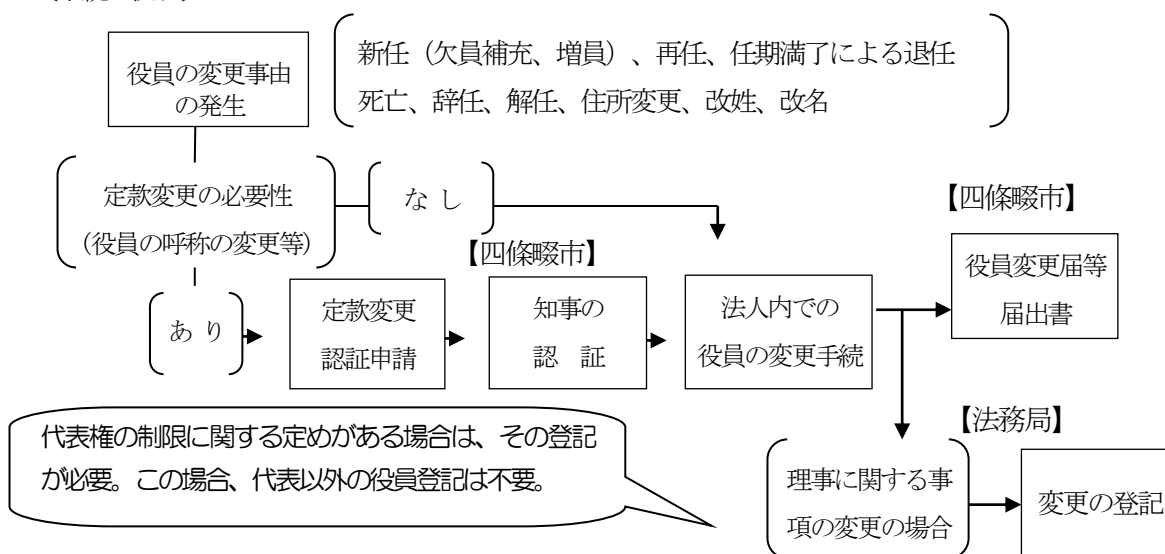 役員の変更事由
の発生
新任（欠員補充、増員）、再任、任期満了による退任
死亡、辞任、解任、住所変更、改姓、改名
定款変更の必要性
(役員の呼称の変更等)
な し
【四條畷市】
【四條畷市】
役員変更届等
届出書
あ り
定款変更
認証申請
知事の
認　証
法人内での
役員の変更手続
代表権の制限に関する定めがある場合は、その登記
が必要。この場合、代表以外の役員登記は不要。
【法務局】
理事に関する事
項の変更の場合
変更の登記